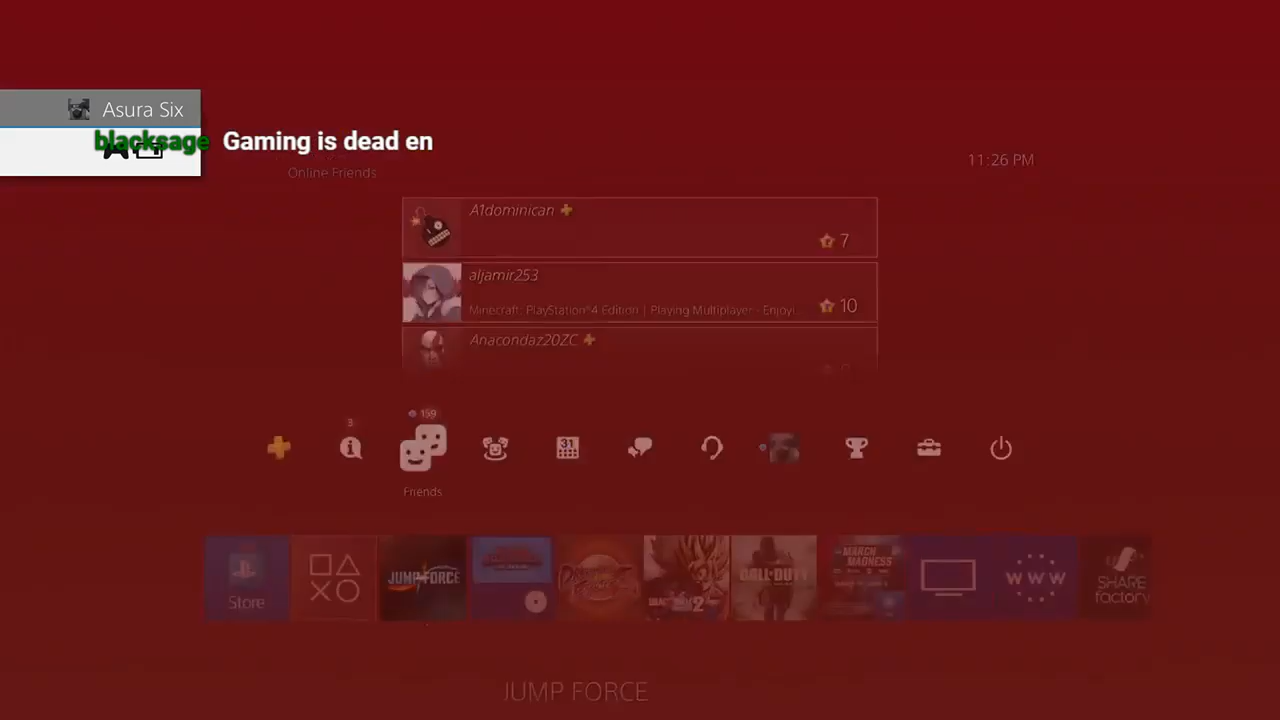 Asura Six
blacksage Gaming is dead en
11:26 PM
Online Friends
A1dominican
7
aljamir253
Minecraft: PlayStation®4 Edition | Playing Multiplayer - Enjoyi...
10
Anacondaz20ZC
159
3
31
Friends
JUMP FORCE
CALL OF DUTY
MARCH
MADNESS
2
WWW
Store
SHARE
factory
JUMP FORCE